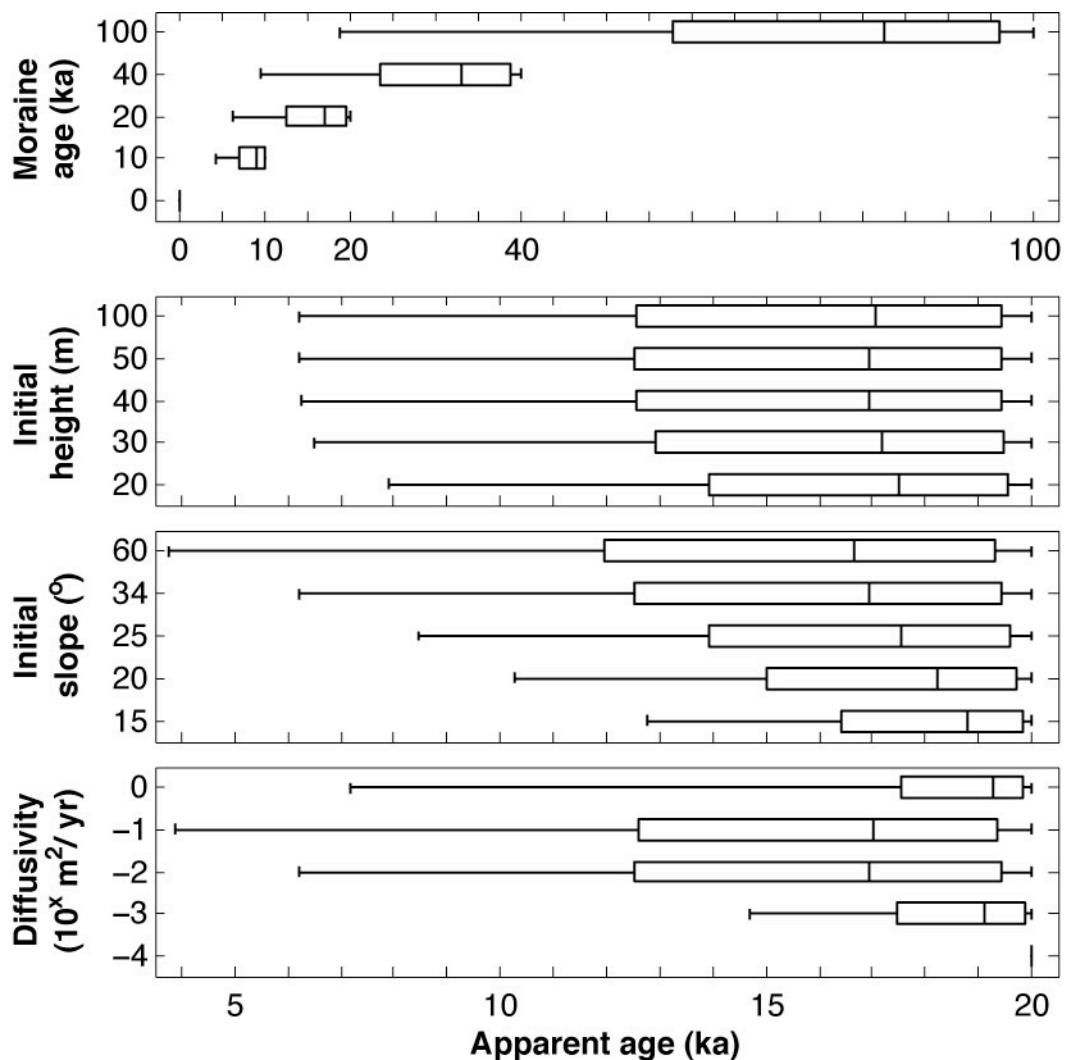 Moraine
age (ka)
100
40
20
10
0
0 10 20 40 100
Initial
height (m)
100
50
40
30
20
Initial
slope (°)
60
34
25
20
15
Diffusivity
(10ˣ m²/yr)
0
−1
−2
−3
−4
5 10 15 20
Apparent age (ka)